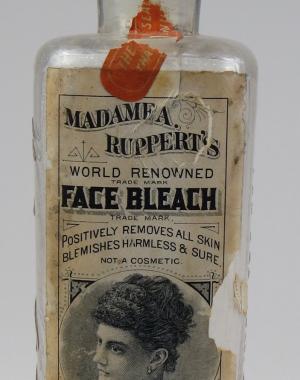 MADAME A.
RUPPERT'S
WORLD RENOWNED
TRADE MARK
FACE BLEACH
TRADE MARK.
POSITIVELY REMOVES ALL SKIN
BLEMISHES HARMLESS & SURE.
NOT A COSMETIC.